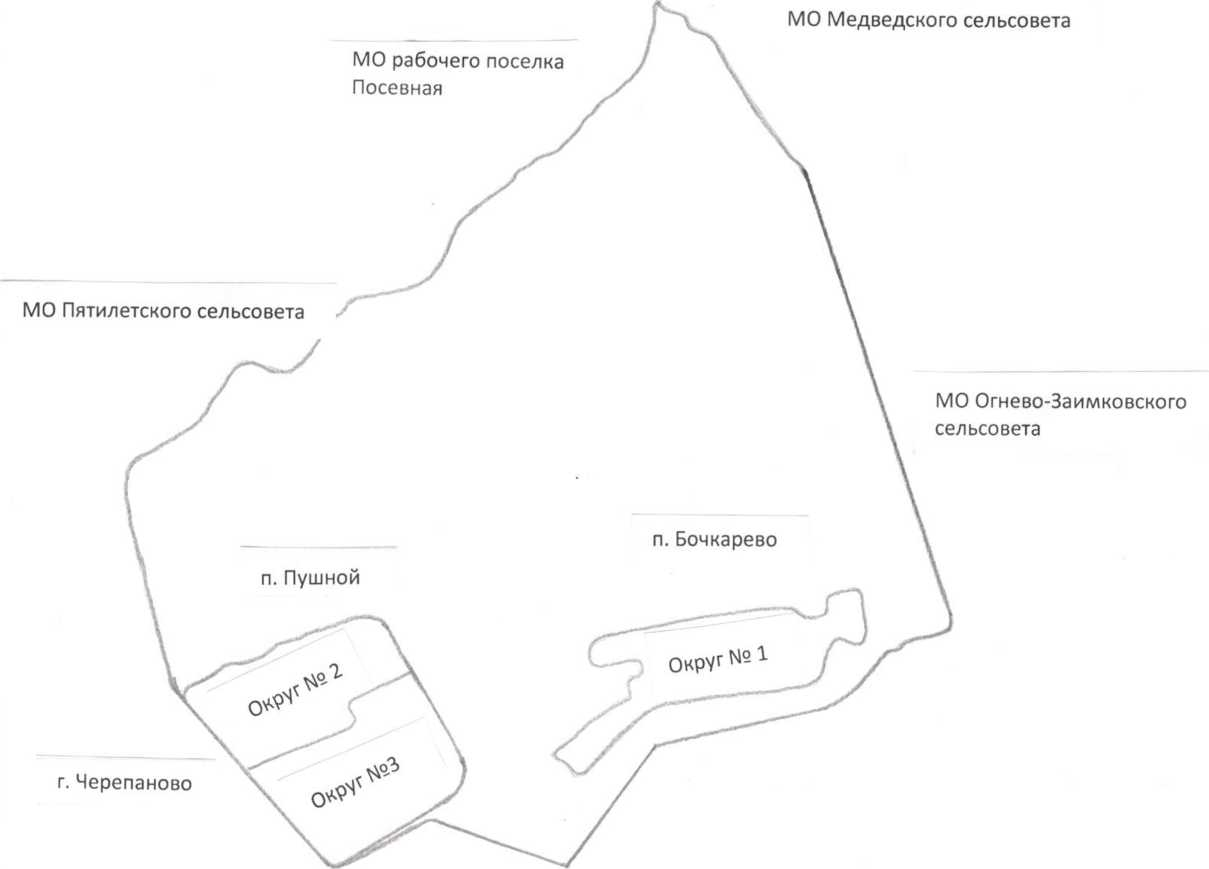 МО Медведского сельсовета
МО рабочего поселка
Посевная
МО Пятилетского сельсовета
МО Огнево-Заимковского
сельсовета
п. Бочкарево
п. Пушной
Округ № 1
Округ № 2
Округ №3
г. Черепаново